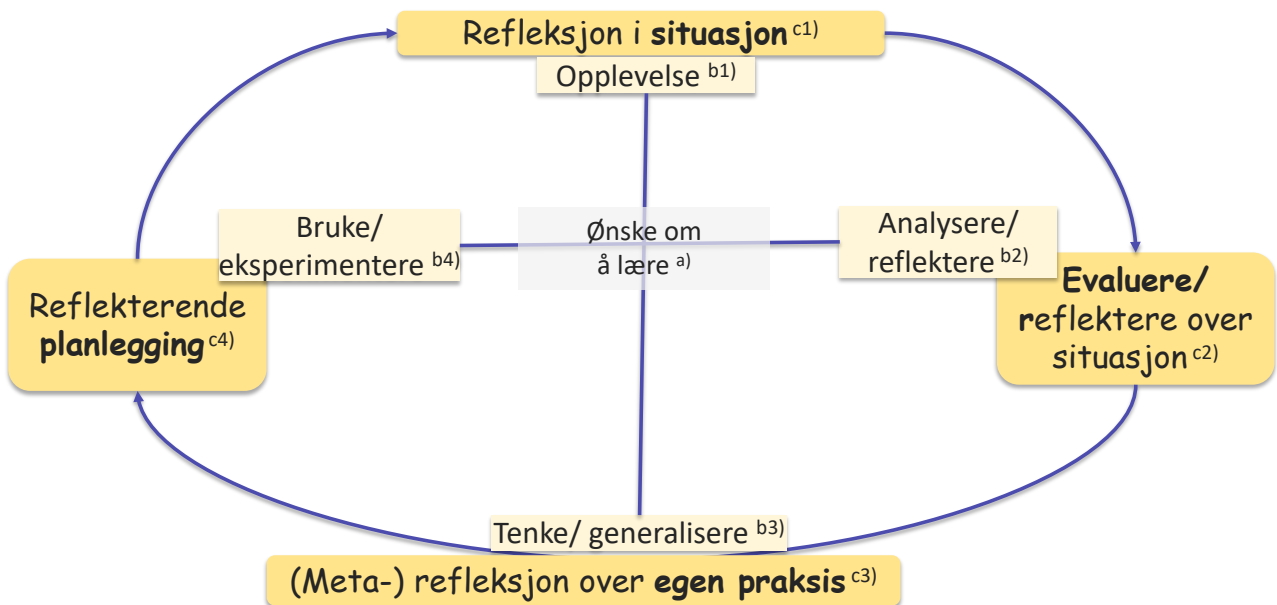 Refleksjon i situasjon c1)
Opplevelse b1)
Bruke/
eksperimentere b4)
Ønske om
å lære a)
Analysere/
reflektere b2)
Reflekterende
planlegging c4)
Evaluere/
reflektere over
situasjon c2)
Tenke/ generalisere b3)
(Meta-) refleksjon over egen praksis c3)